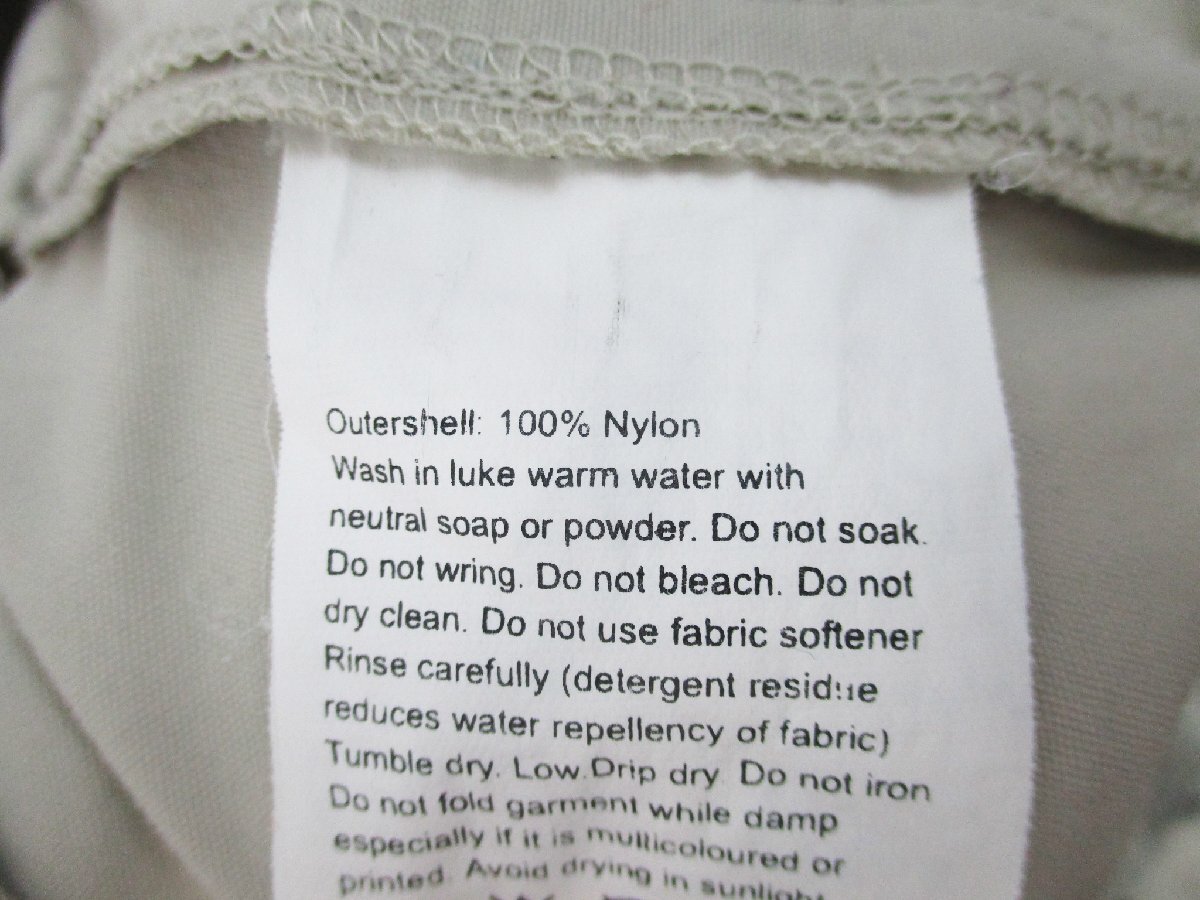 Outershell: 100% Nylon
Wash in luke warm water with
neutral soap or powder. Do not soak.
Do not wring. Do not bleach. Do not
dry clean. Do not use fabric softener
Rinse carefully (detergent residue
reduces water repellency of fabric)
Tumble dry. Low. Drip dry. Do not iron
Do not fold garment while damp
especially if it is multicoloured or
printed. Avoid drying in sunlight